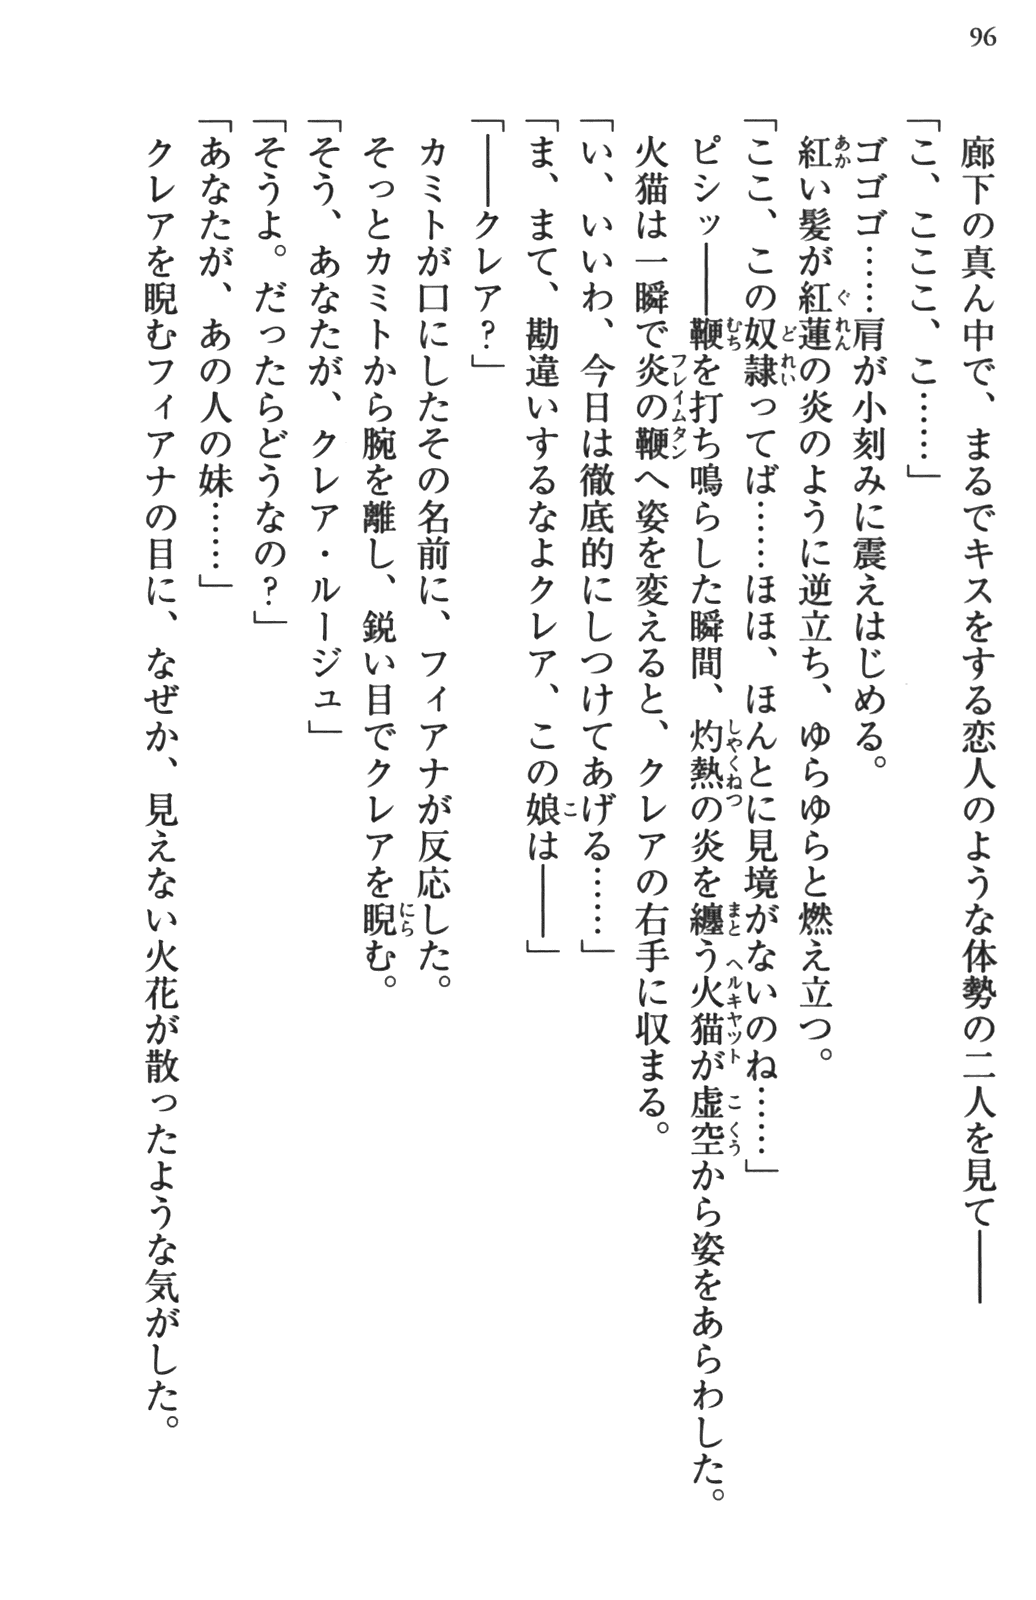 96
廊下の真ん中で、まるでキスをする恋人のような体勢の二人を見て――
「こ、こここ、こ……」
ゴゴゴ……肩が小刻みに震えはじめる。
紅い髪が紅蓮の炎のように逆立ち、ゆらゆらと燃え立つ。
「ここ、この奴隷ってば……ほほ、ほんとに見境がないのね……」
ピシッ――鞭を打ち鳴らした瞬間、灼熱の炎を纏う火猫が虚空から姿をあらわした。
火猫は一瞬で炎の鞭へ姿を変えると、クレアの右手に収まる。
「い、いいわ、今日は徹底的にしつけてあげる……」
「ま、まて、勘違いするなよクレア、この娘は――」
「――クレア?」
カミトが口にしたその名前に、フィアナが反応した。
そっとカミトから腕を離し、鋭い目でクレアを睨む。
「そう、あなたが、クレア・ルージュ」
「そうよ。だったらどうなの?」
「あなたが、あの人の妹……」
クレアを睨むフィアナの目に、なぜか、見えない火花が散ったような気がした。